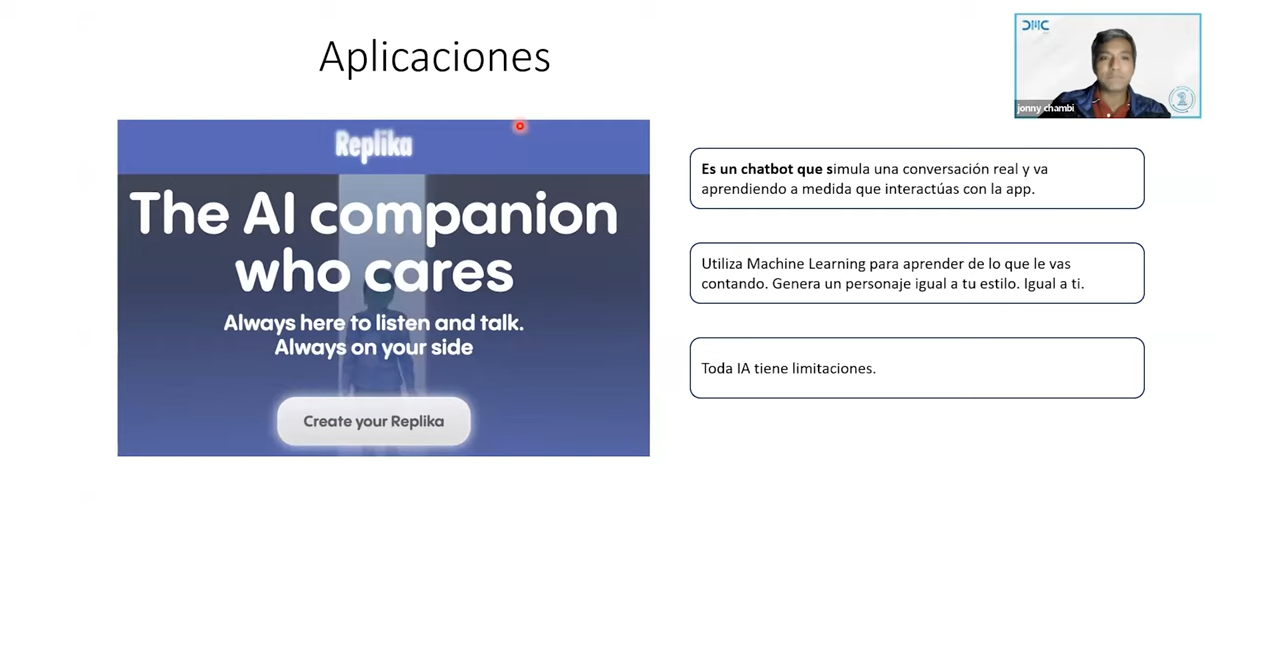 Aplicaciones
DMC
jonny chambi
Replika
The AI companion
who cares
Always here to listen and talk.
Always on your side
Create your Replika
Es un chatbot que simula una conversación real y va
aprendiendo a medida que interactúas con la app.
Utiliza Machine Learning para aprender de lo que le vas
contando. Genera un personaje igual a tu estilo. Igual a ti.
Toda IA tiene limitaciones.